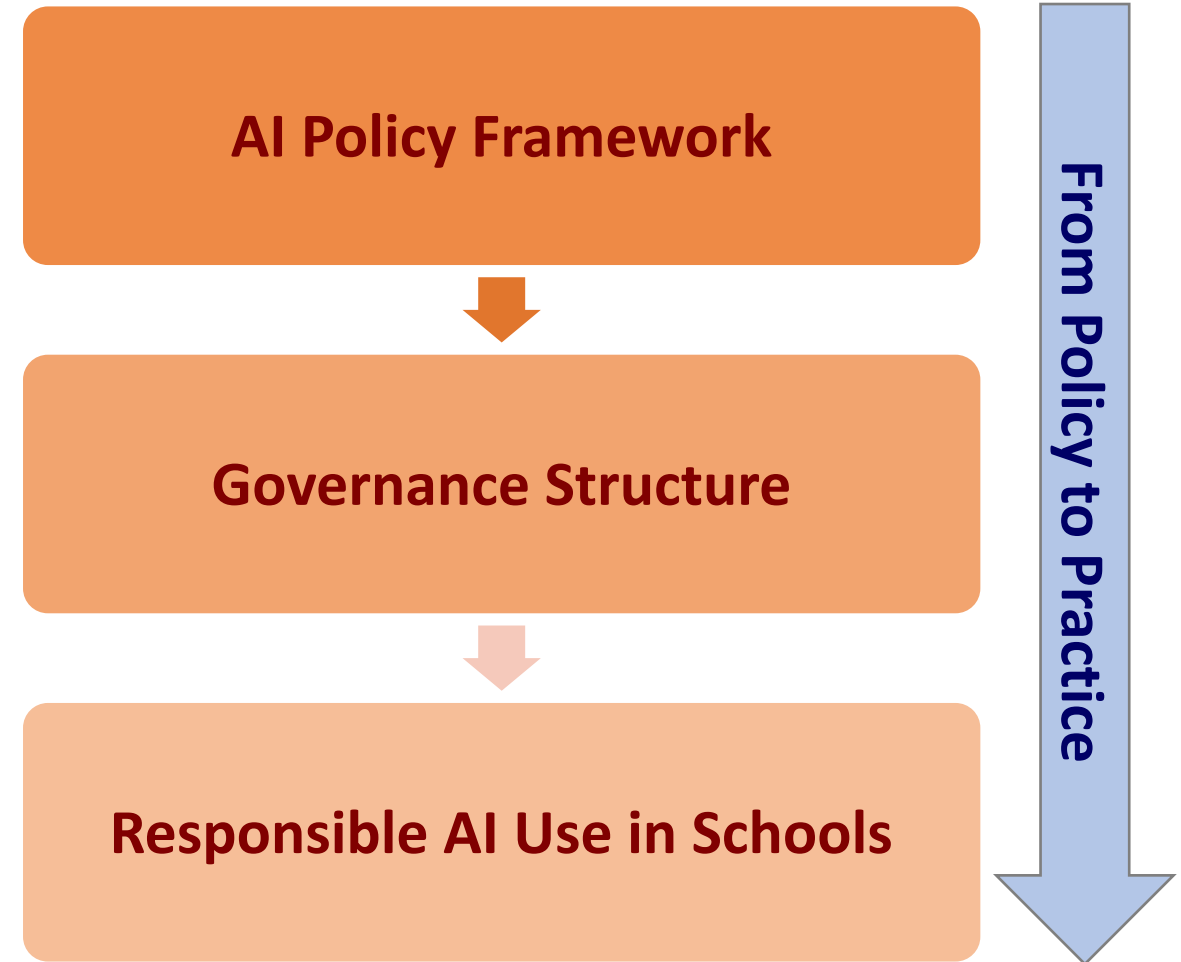 AI Policy Framework
Governance Structure
Responsible AI Use in Schools
From Policy to Practice